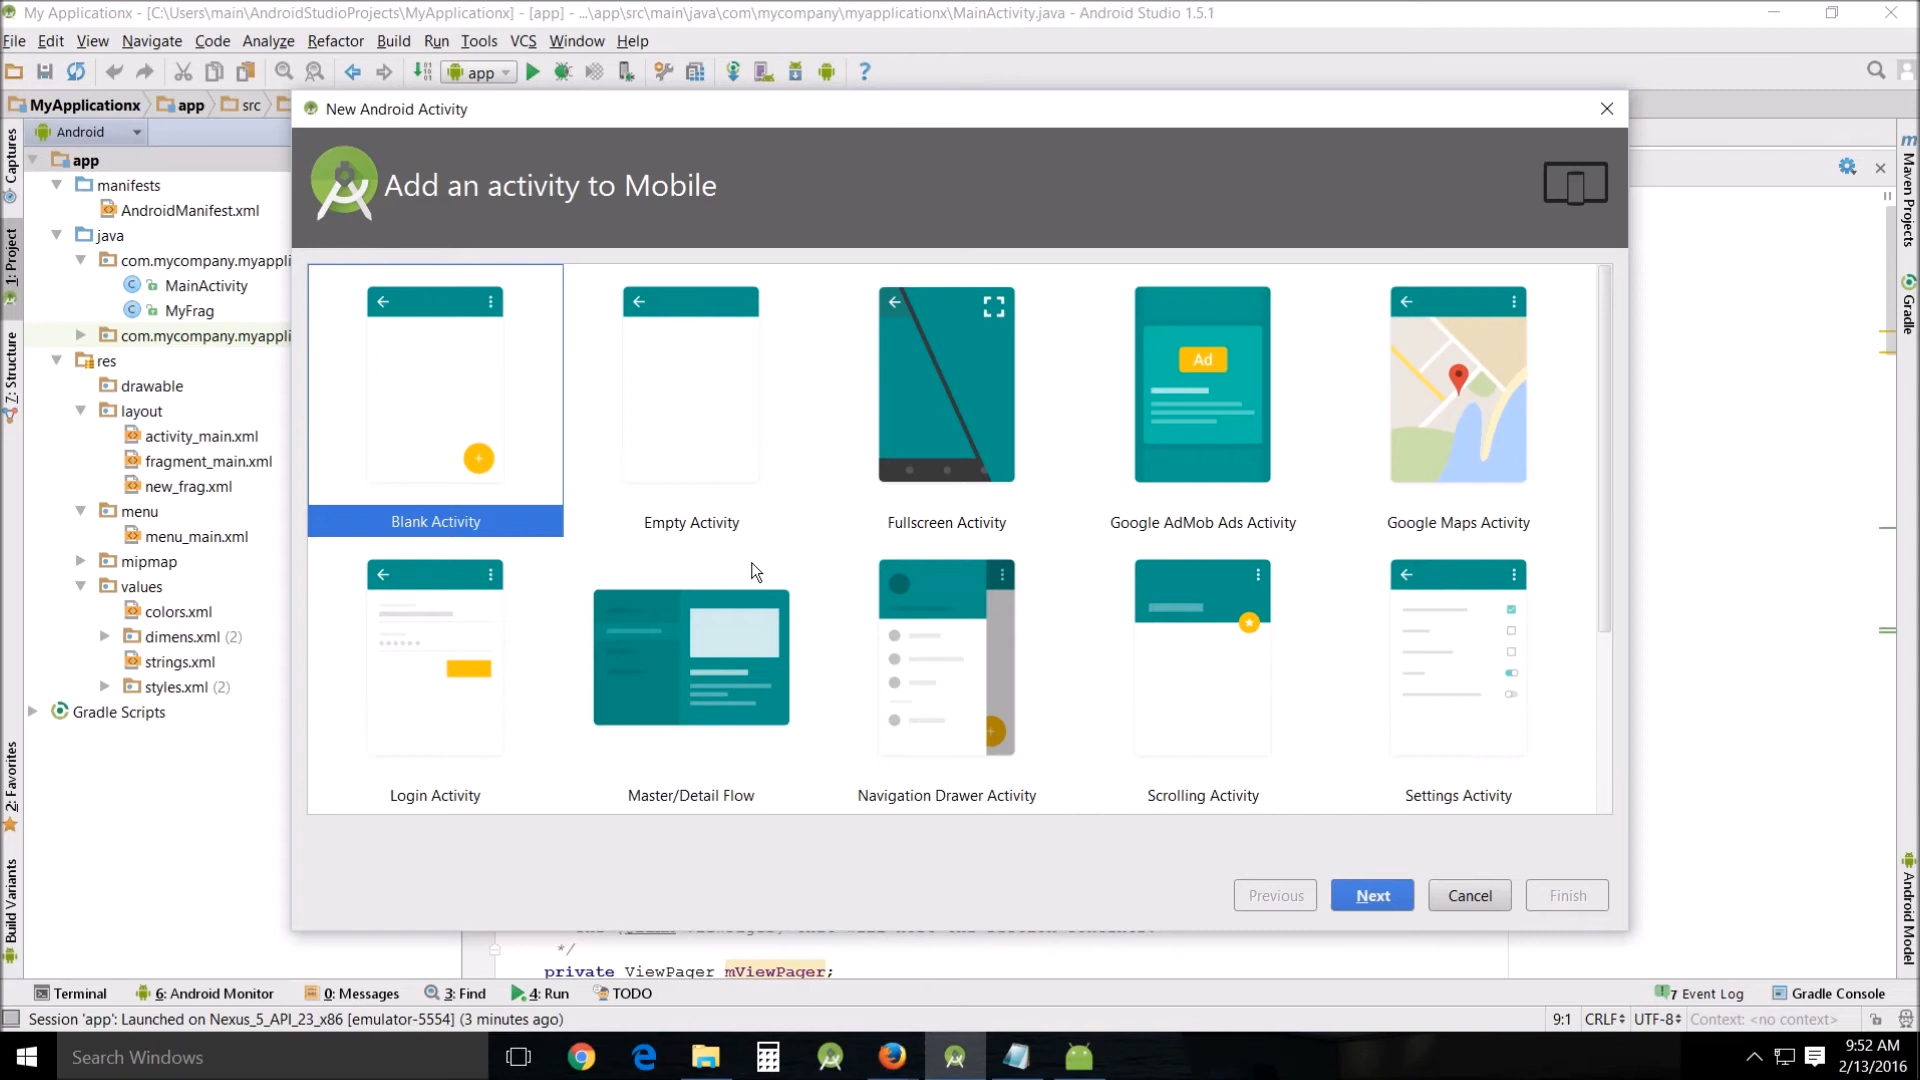 My Applicationx - [C:\Users\main\AndroidStudioProjects\MyApplicationx] - [app] - ...\app\src\main\java\com\mycompany\myapplicationx\MainActivity.java - Android Studio 1.5.1
File Edit View Navigate Code Analyze Refactor Build Run Tools VCS Window Help
app
MyApplicationx app src
New Android Activity
Android
Add an activity to Mobile
Captures
1: Project
7: Structure
2: Favorites
Build Variants
Maven Projects
Gradle
Android Model
app
manifests
AndroidManifest.xml
java
com.mycompany.myappli
MainActivity
MyFrag
com.mycompany.myappli
res
drawable
layout
activity_main.xml
fragment_main.xml
new_frag.xml
menu
menu_main.xml
mipmap
values
colors.xml
dimens.xml (2)
strings.xml
styles.xml (2)
Gradle Scripts
Ad
Blank Activity Empty Activity Fullscreen Activity Google AdMob Ads Activity Google Maps Activity
Login Activity Master/Detail Flow Navigation Drawer Activity Scrolling Activity Settings Activity
Previous Next Cancel Finish
*/
private ViewPager mViewPager;
Terminal 6: Android Monitor 0: Messages 3: Find 4: Run TODO 7 Event Log Gradle Console
Session 'app': Launched on Nexus_5_API_23_x86 [emulator-5554] (3 minutes ago) 9:1 CRLF UTF-8 Context: <no context>
Search Windows
9:52 AM
2/13/2016